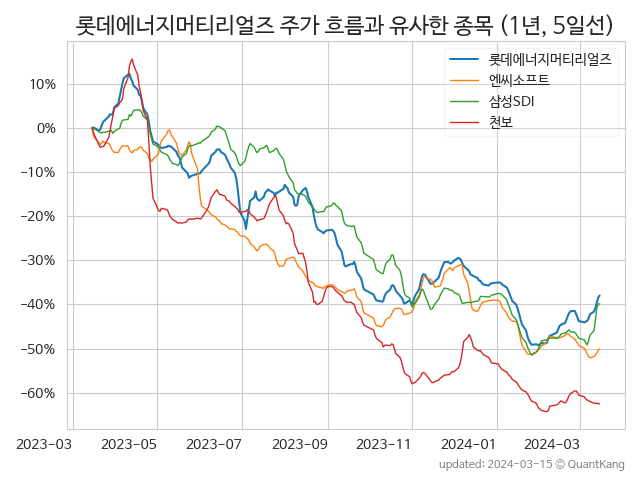 롯데에너지머티리얼즈 주가 흐름과 유사한 종목 (1년, 5일선)
롯데에너지머티리얼즈
엔씨소프트
삼성SDI
천보
10%
0%
−10%
−20%
−30%
−40%
−50%
−60%
2023-03 2023-05 2023-07 2023-09 2023-11 2024-01 2024-03
updated: 2024-03-15 © QuantKang